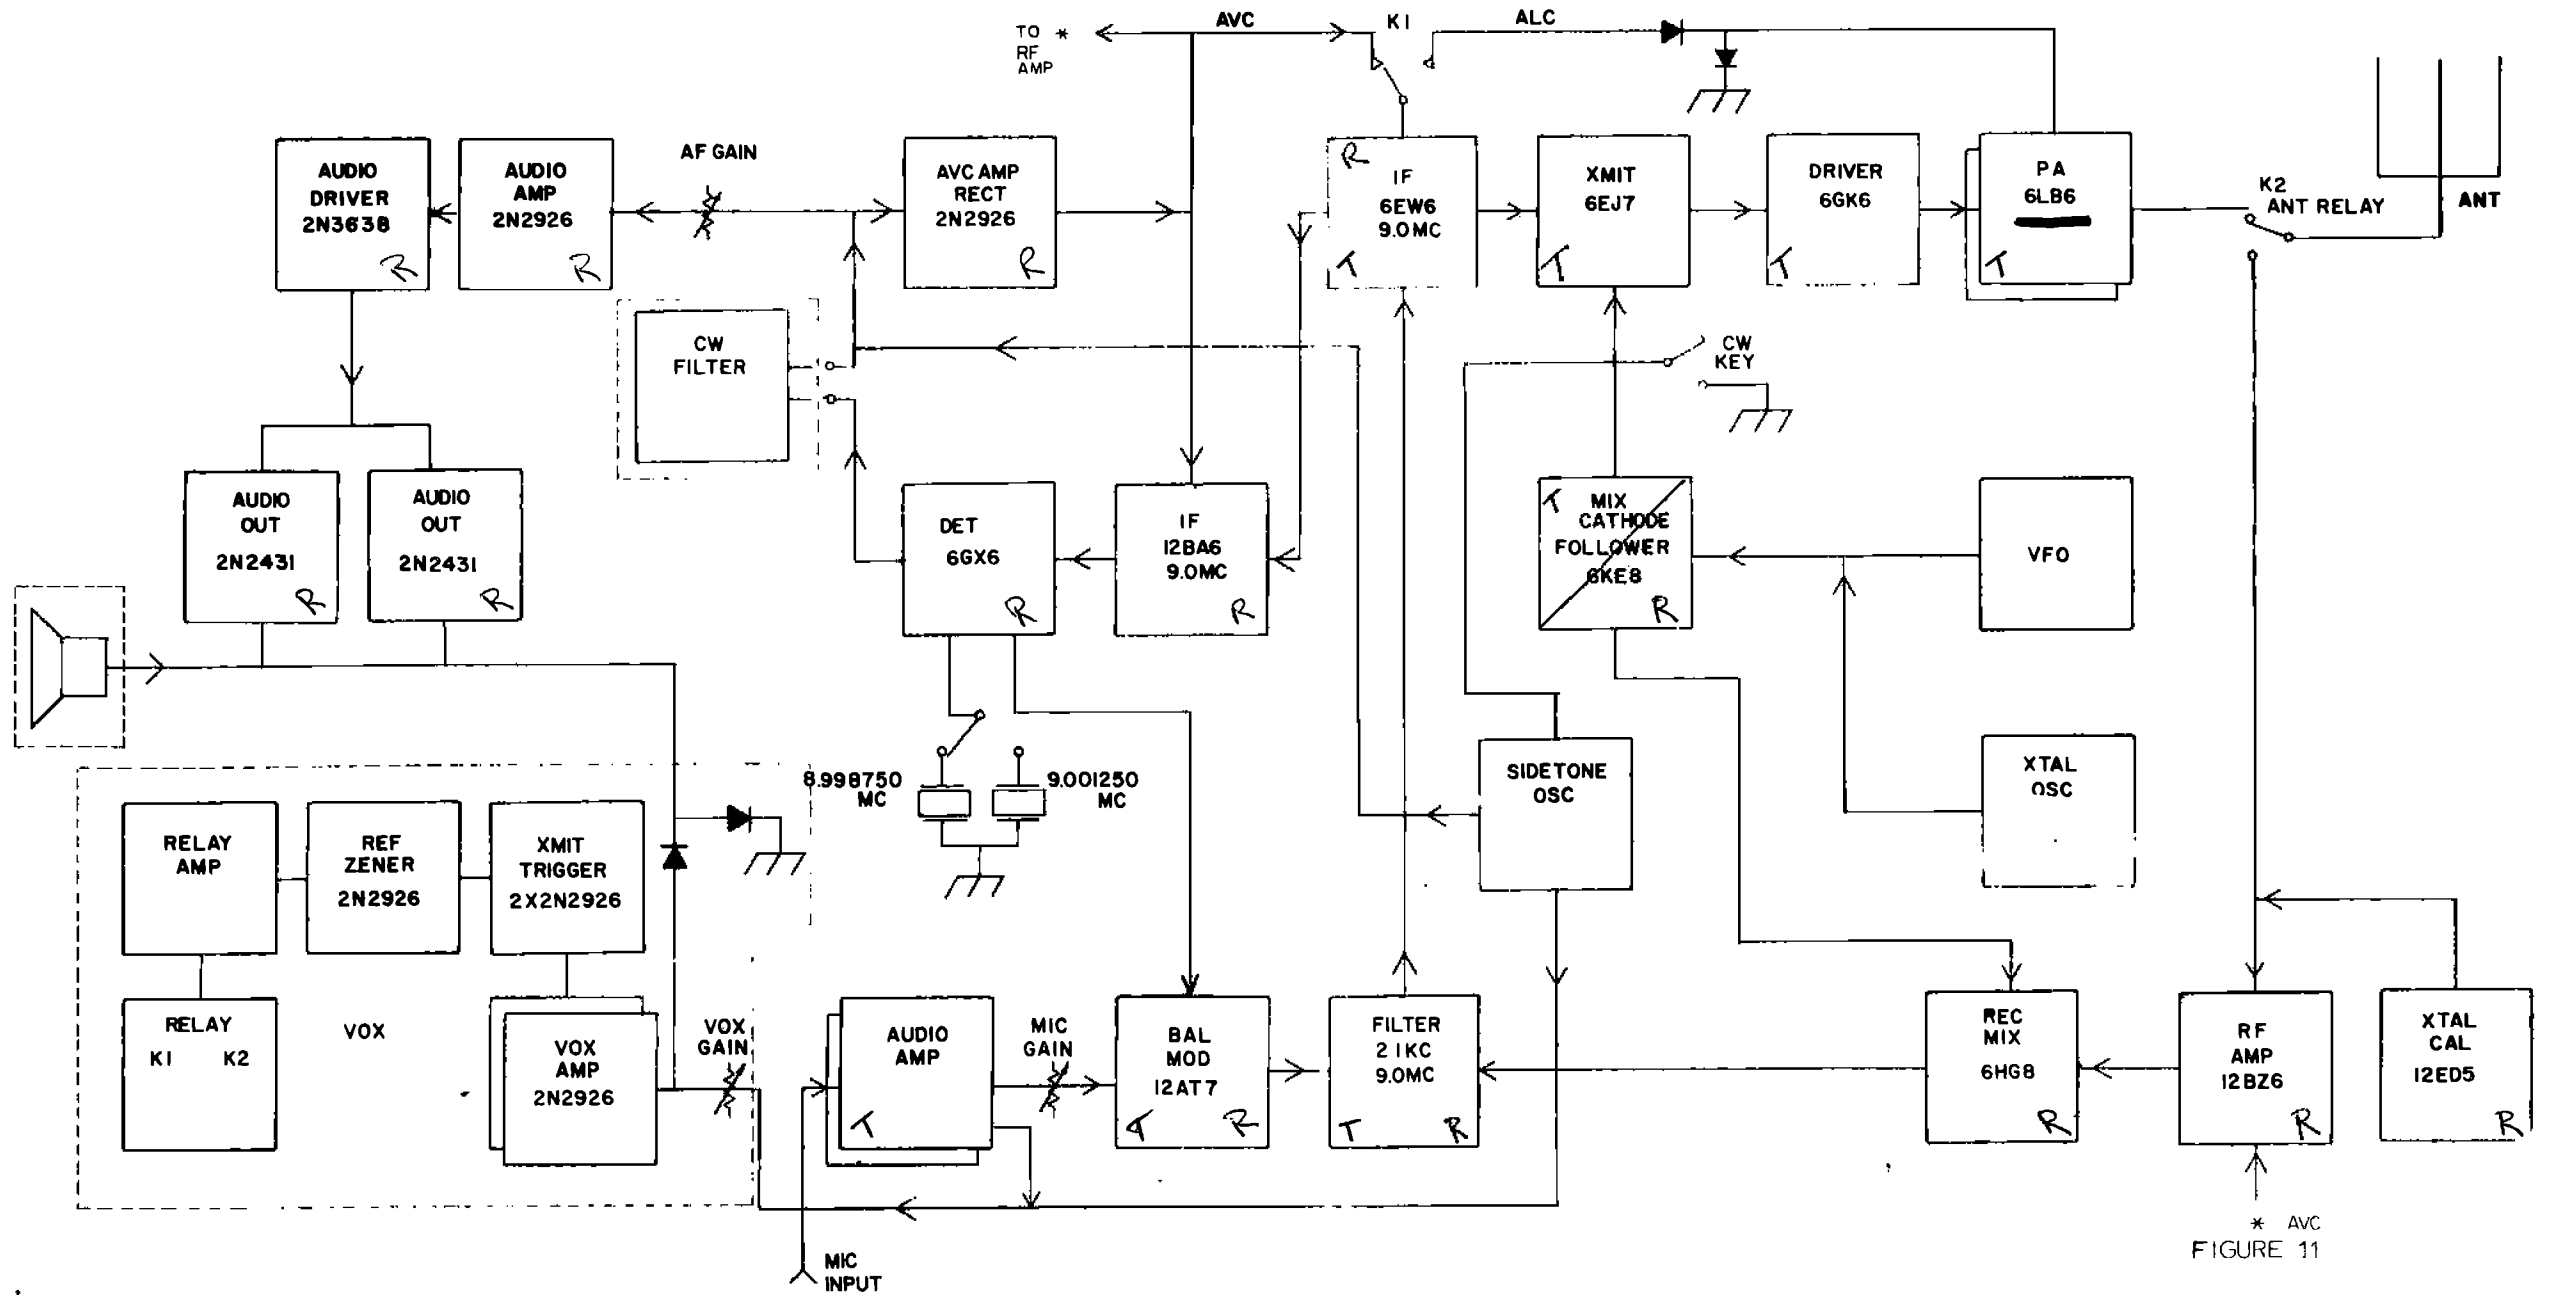 TO *
RF
AMP
AVC
K1
ALC
AUDIO
DRIVER
2N3638
R
AUDIO
AMP
2N2926
R
AF GAIN
AVC AMP
RECT
2N2926
R
R
IF
6EW6
9.0MC
T
XMIT
6EJ7
T
DRIVER
6GK6
T
PA
6LB6
T
K2
ANT RELAY
ANT
CW
FILTER
CW
KEY
AUDIO
OUT
2N2431
R
AUDIO
OUT
2N2431
R
DET
6GX6
R
IF
12BA6
9.0MC
R
T
MIX
CATHODE
FOLLOWER
6KE8
R
VFO
8.998750
MC
9.001250
MC
SIDETONE
OSC
XTAL
OSC
RELAY
AMP
REF
ZENER
2N2926
XMIT
TRIGGER
2X2N2926
RELAY
K1 K2
VOX
VOX
AMP
2N2926
VOX
GAIN
AUDIO
AMP
T
MIC
GAIN
BAL
MOD
12AT7
T R
FILTER
2 1KC
9.0MC
T R
REC
MIX
6HG8
R
RF
AMP
12BZ6
R
XTAL
CAL
12ED5
R
MIC
INPUT
* AVC
FIGURE 11